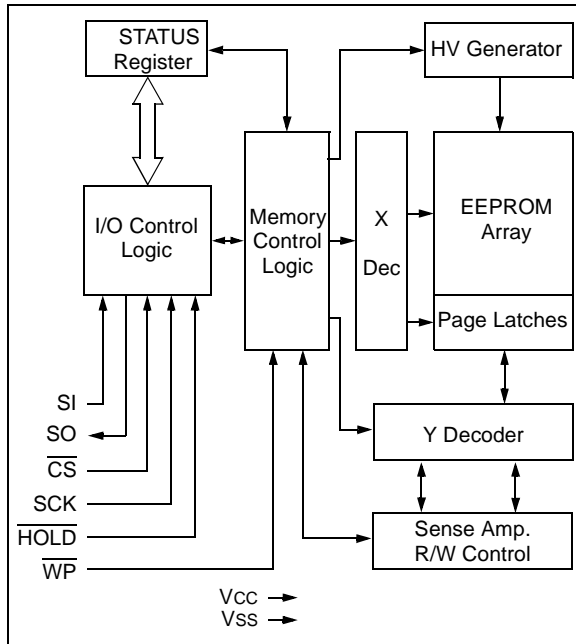 STATUS
Register
HV Generator
I/O Control
Logic
Memory
Control
Logic
X
Dec
EEPROM
Array
Page Latches
SI
SO
CS
SCK
HOLD
WP
Y Decoder
Sense Amp.
R/W Control
VCC
VSS